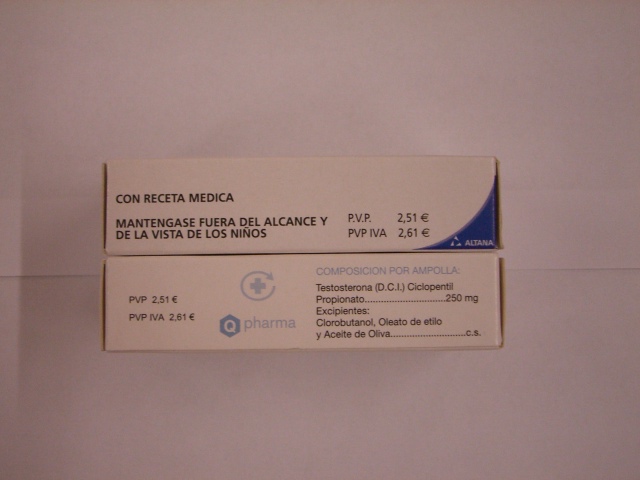 CON RECETA MEDICA
MANTENGASE FUERA DEL ALCANCE Y
DE LA VISTA DE LOS NIÑOS
P.V.P. 2,51 €
PVP IVA 2,61 €
ALTANA
PVP 2,51 €
PVP IVA 2,61 €
Q pharma
COMPOSICION POR AMPOLLA:
Testosterona (D.C.I.) Ciclopentil
Propionato..............................250 mg
Excipientes:
Clorobutanol, Oleato de etilo
y Aceite de Oliva...........................c.s.